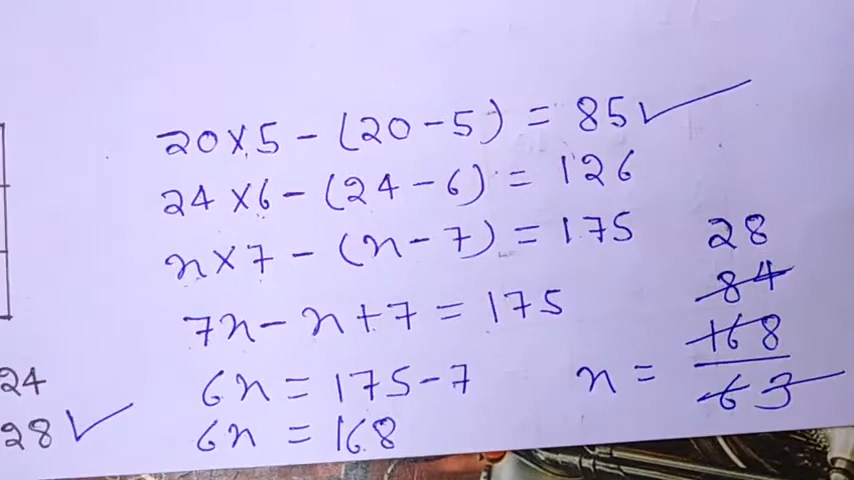 20×5-(20-5)=85✓
24×6-(24-6)=126
n×7-(n-7)=175
7n-n+7=175
6n=175-7
6n=168
28
84
168
n=
63
24
28✓